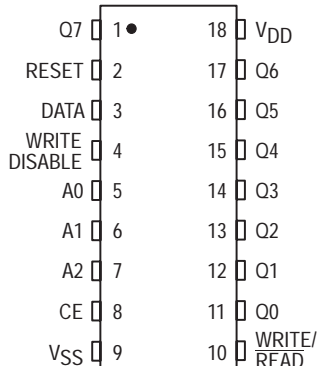 Q7 1 18 VDD
RESET 2 17 Q6
DATA 3 16 Q5
WRITE
DISABLE 4 15 Q4
A0 5 14 Q3
A1 6 13 Q2
A2 7 12 Q1
CE 8 11 Q0
VSS 9 10 WRITE/
READ